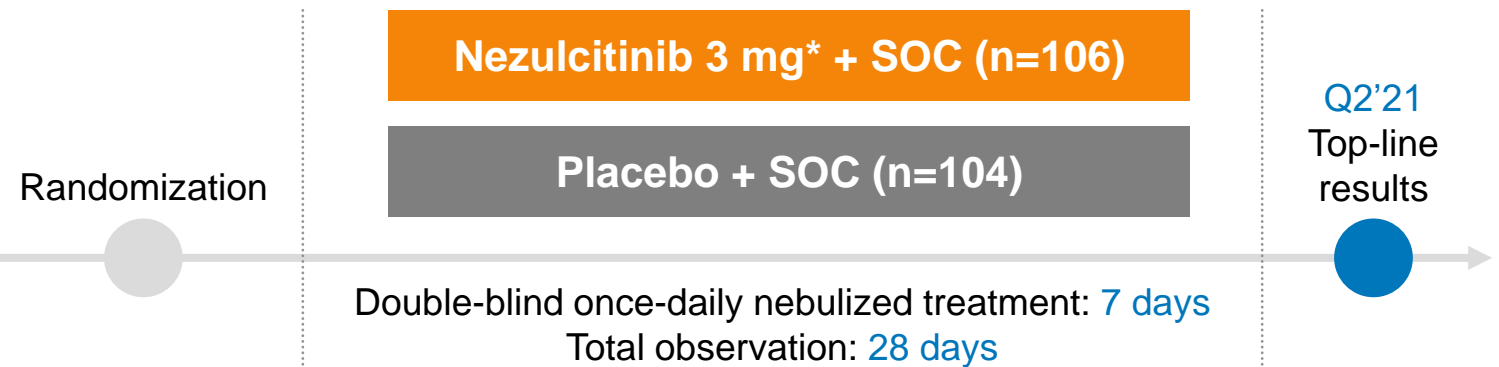 Randomization
Nezulcitinib 3 mg* + SOC (n=106)
Placebo + SOC (n=104)
Double-blind once-daily nebulized treatment: 7 days
Total observation: 28 days
Q2’21
Top-line
results